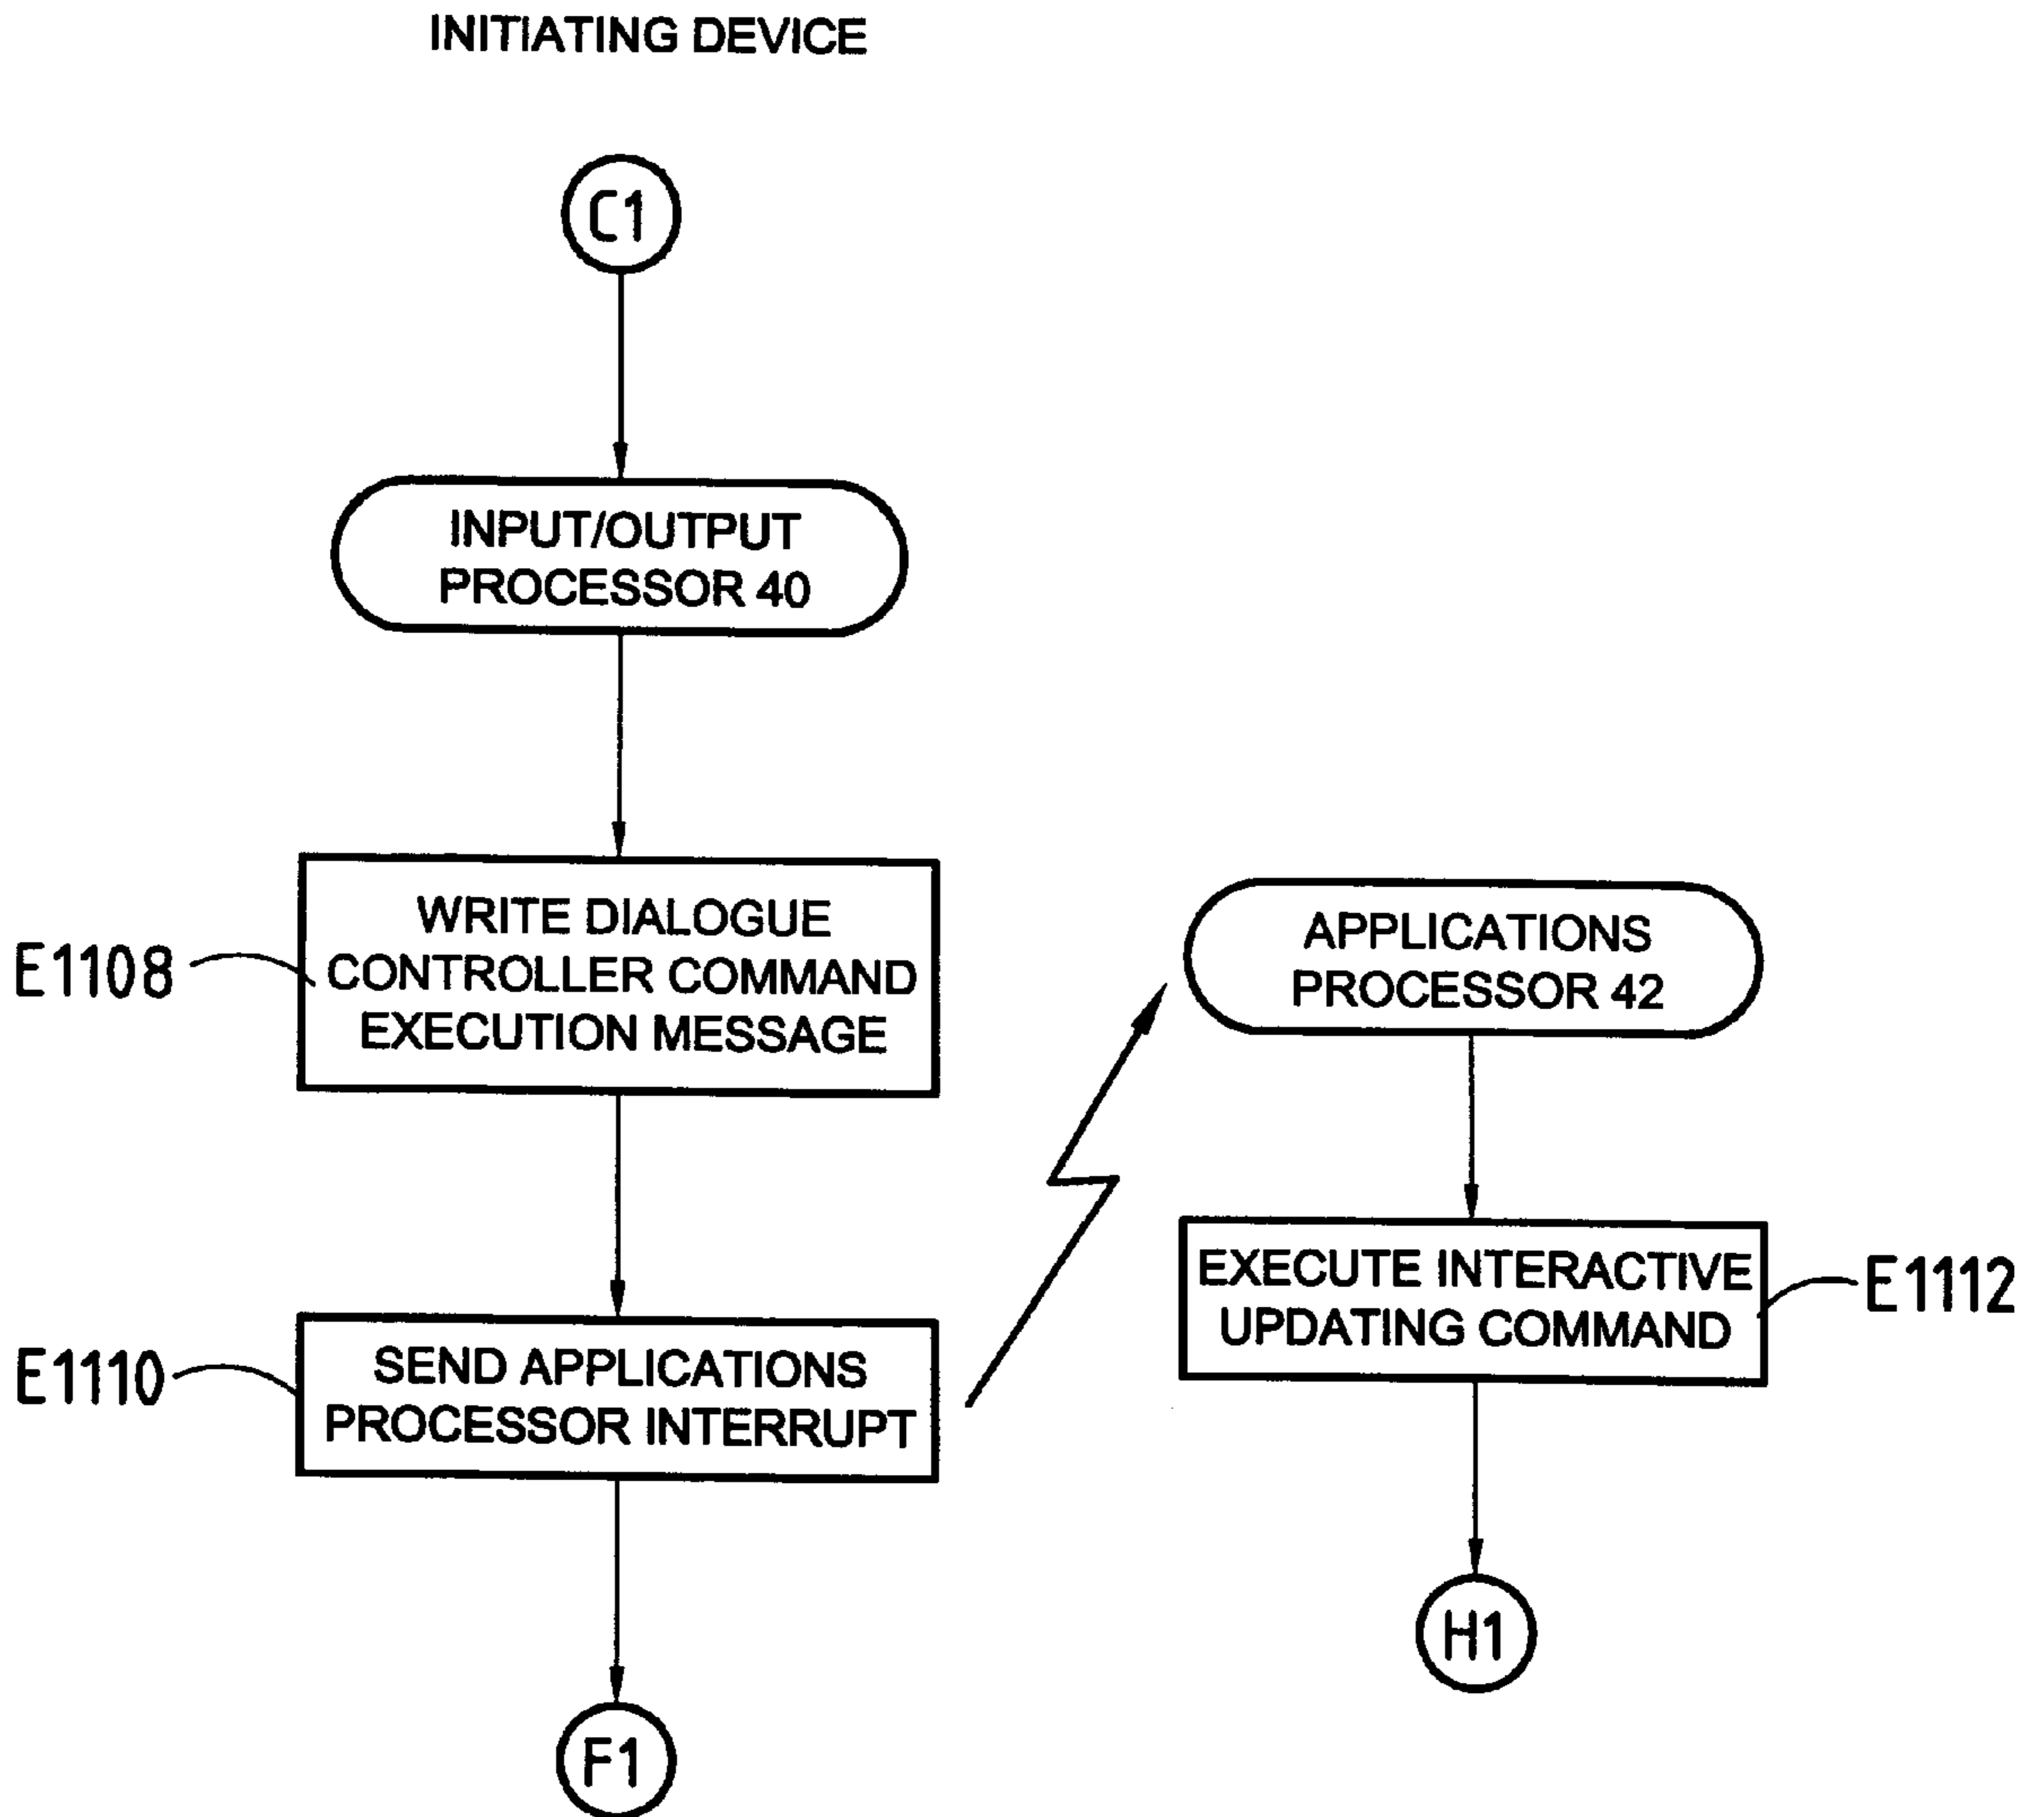 INITIATING DEVICE
C1
INPUT/OUTPUT
PROCESSOR 40
E1108
WRITE DIALOGUE
CONTROLLER COMMAND
EXECUTION MESSAGE
E1110
SEND APPLICATIONS
PROCESSOR INTERRUPT
F1
APPLICATIONS
PROCESSOR 42
EXECUTE INTERACTIVE
UPDATING COMMAND
E1112
H1